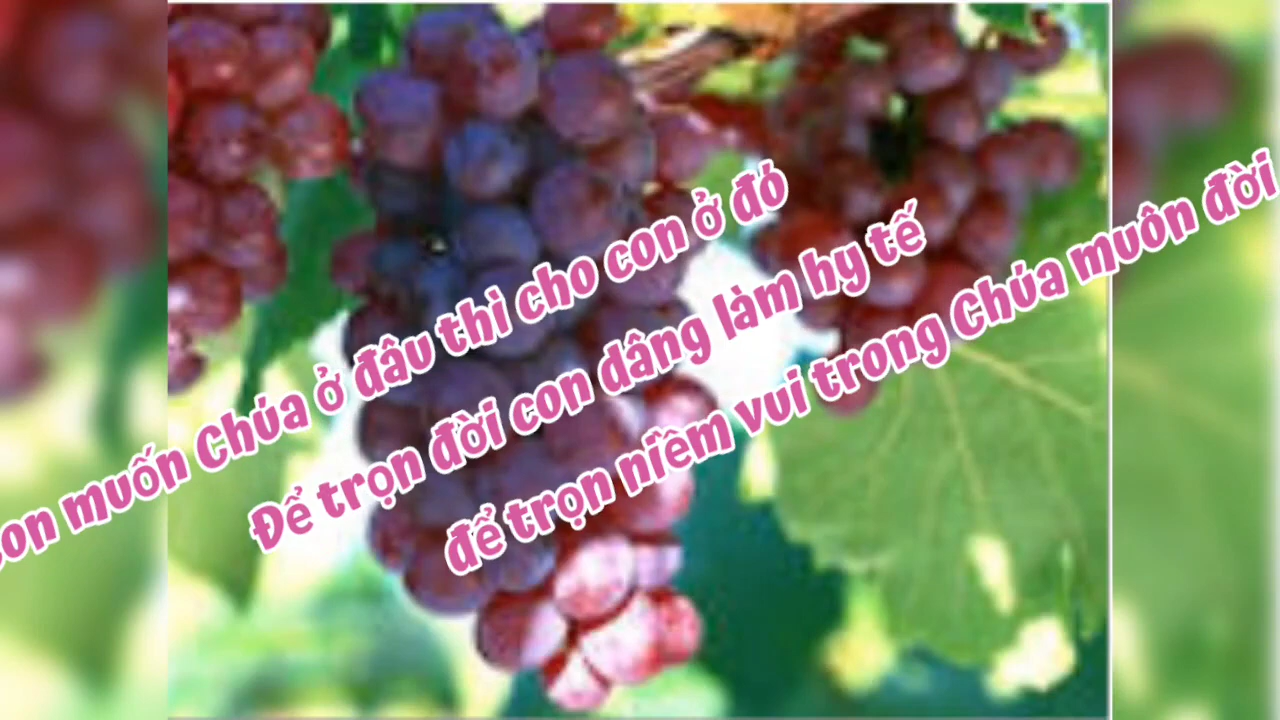 Con muốn Chúa ở đâu thì cho con ở đó
Để trọn đời con dâng làm hy tế
để trọn niềm vui trong Chúa muôn đời